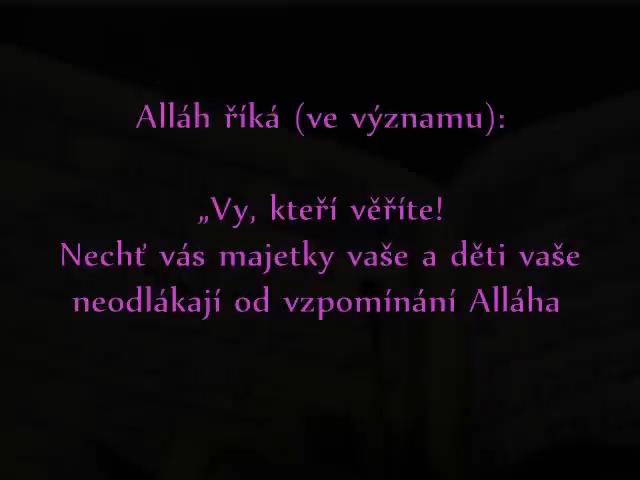 Alláh říká (ve významu):
„Vy, kteří věříte!
Nechť vás majetky vaše a děti vaše
neodlákají od vzpomínání Alláha